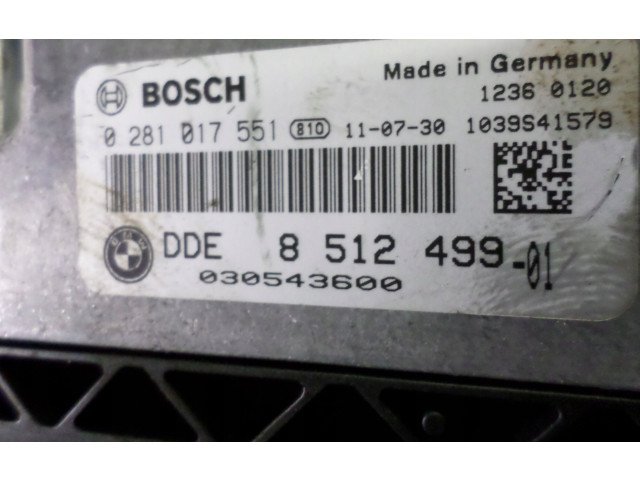 Made in Germany
BOSCH
1236 0120
0 281 017 551 810 11-07-30 1039S41579
DDE 8 512 499-01
030543600